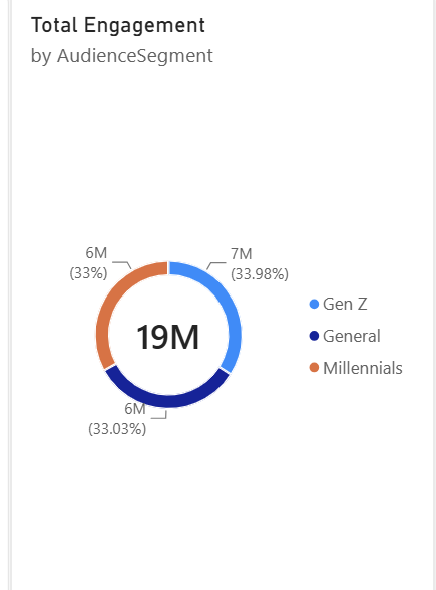 Total Engagement
by AudienceSegment
6M
(33%)
7M
(33.98%)
19M
6M
(33.03%)
Gen Z
General
Millennials